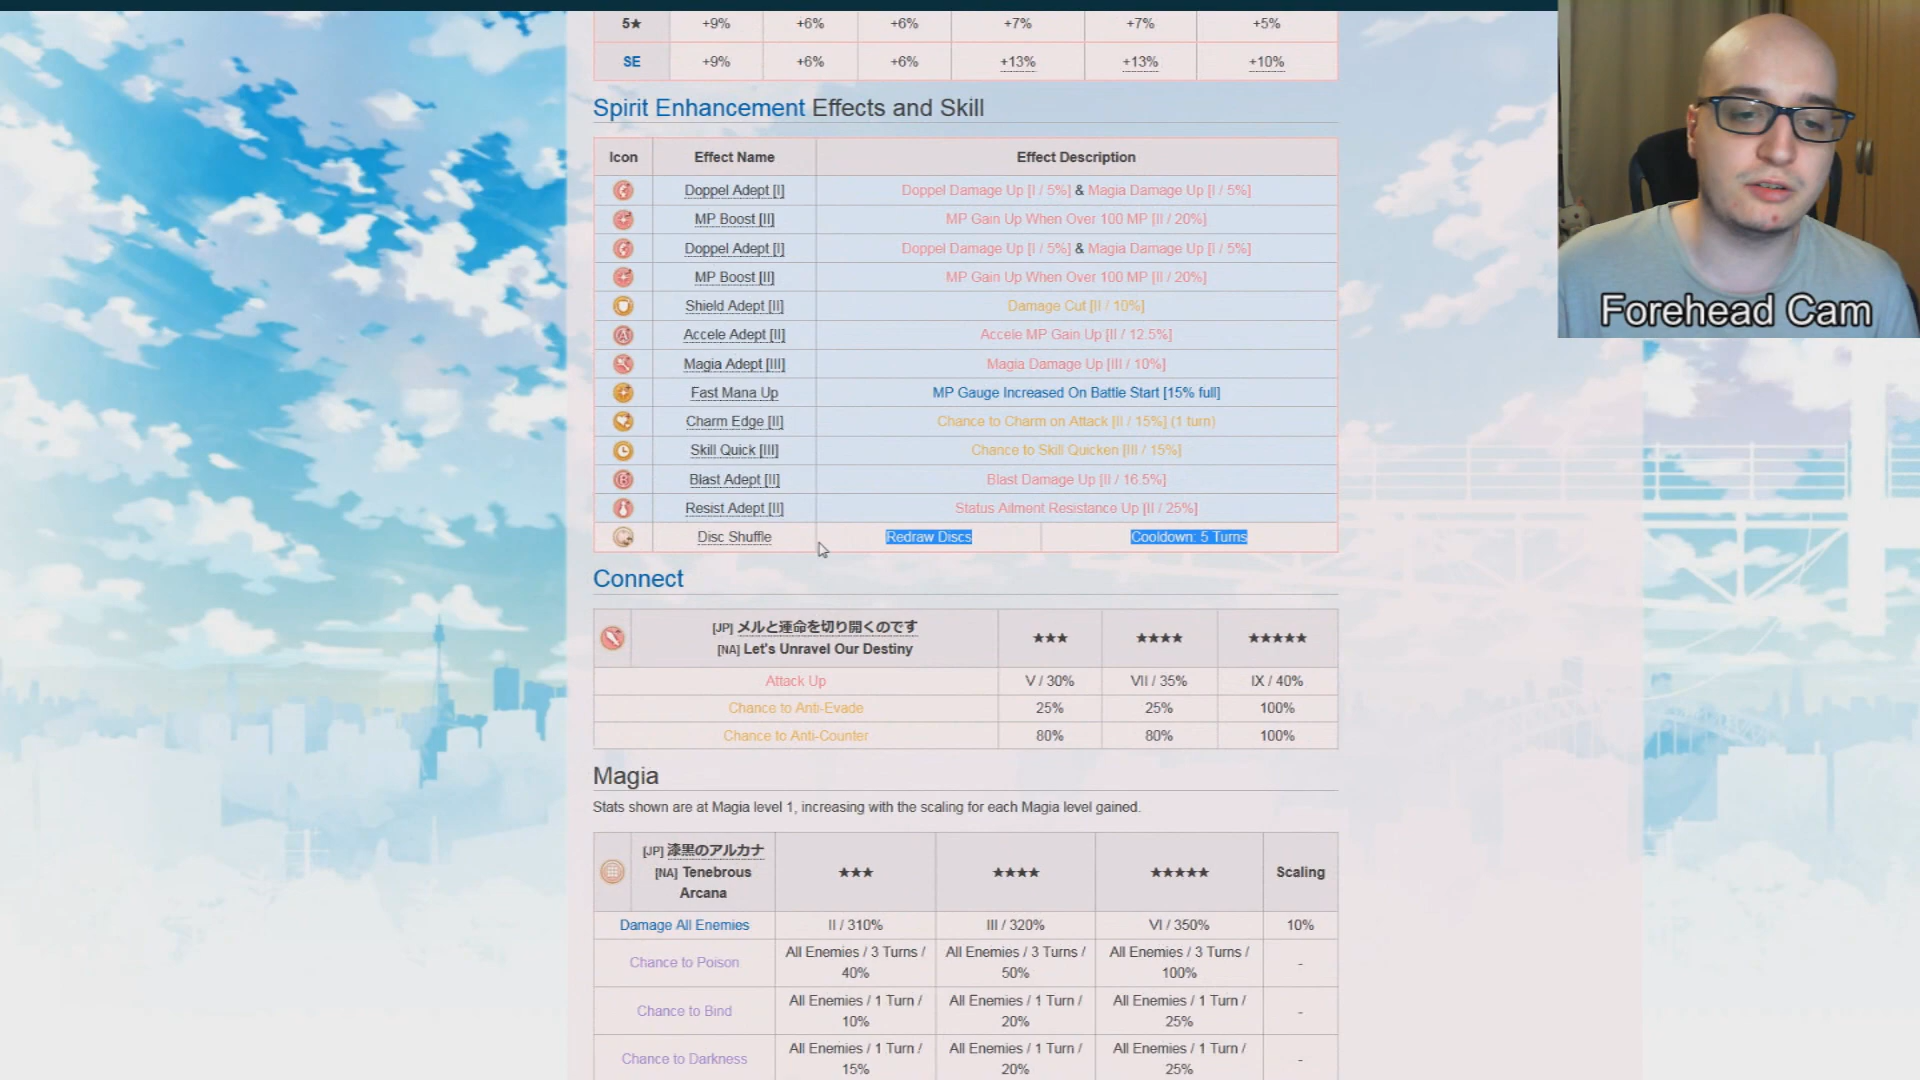 5★ +9% +6% +6% +7% +7% +5%
SE +9% +6% +6% +13% +13% +10%
Spirit Enhancement Effects and Skill
Icon Effect Name Effect Description
Doppel Adept [I] Doppel Damage Up [I / 5%] & Magia Damage Up [I / 5%]
MP Boost [II] MP Gain Up When Over 100 MP [II / 20%]
Doppel Adept [I] Doppel Damage Up [I / 5%] & Magia Damage Up [I / 5%]
MP Boost [II] MP Gain Up When Over 100 MP [II / 20%]
Shield Adept [II] Damage Cut [II / 10%]
Accele Adept [II] Accele MP Gain Up [II / 12.5%]
Magia Adept [III] Magia Damage Up [III / 10%]
Fast Mana Up MP Gauge Increased On Battle Start [15% full]
Charm Edge [II] Chance to Charm on Attack [II / 15%] (1 turn)
Skill Quick [III] Chance to Skill Quicken [III / 15%]
Blast Adept [II] Blast Damage Up [II / 16.5%]
Resist Adept [II] Status Ailment Resistance Up [II / 25%]
Disc Shuffle Redraw Discs Cooldown: 5 Turns
Connect
[JP] メルと運命を切り開くのです
[NA] Let's Unravel Our Destiny
★★★ ★★★★ ★★★★★
Attack Up V / 30% VII / 35% IX / 40%
Chance to Anti-Evade 25% 25% 100%
Chance to Anti-Counter 80% 80% 100%
Magia
Stats shown are at Magia level 1, increasing with the scaling for each Magia level gained.
[JP] 漆黒のアルカナ
[NA] Tenebrous
Arcana
★★★ ★★★★ ★★★★★ Scaling
Damage All Enemies II / 310% III / 320% VI / 350% 10%
Chance to Poison All Enemies / 3 Turns / 40% All Enemies / 3 Turns / 50% All Enemies / 3 Turns / 100% -
Chance to Bind All Enemies / 1 Turn / 10% All Enemies / 1 Turn / 20% All Enemies / 1 Turn / 25% -
Chance to Darkness All Enemies / 1 Turn / 15% All Enemies / 1 Turn / 20% All Enemies / 1 Turn / 25% -
Forehead Cam